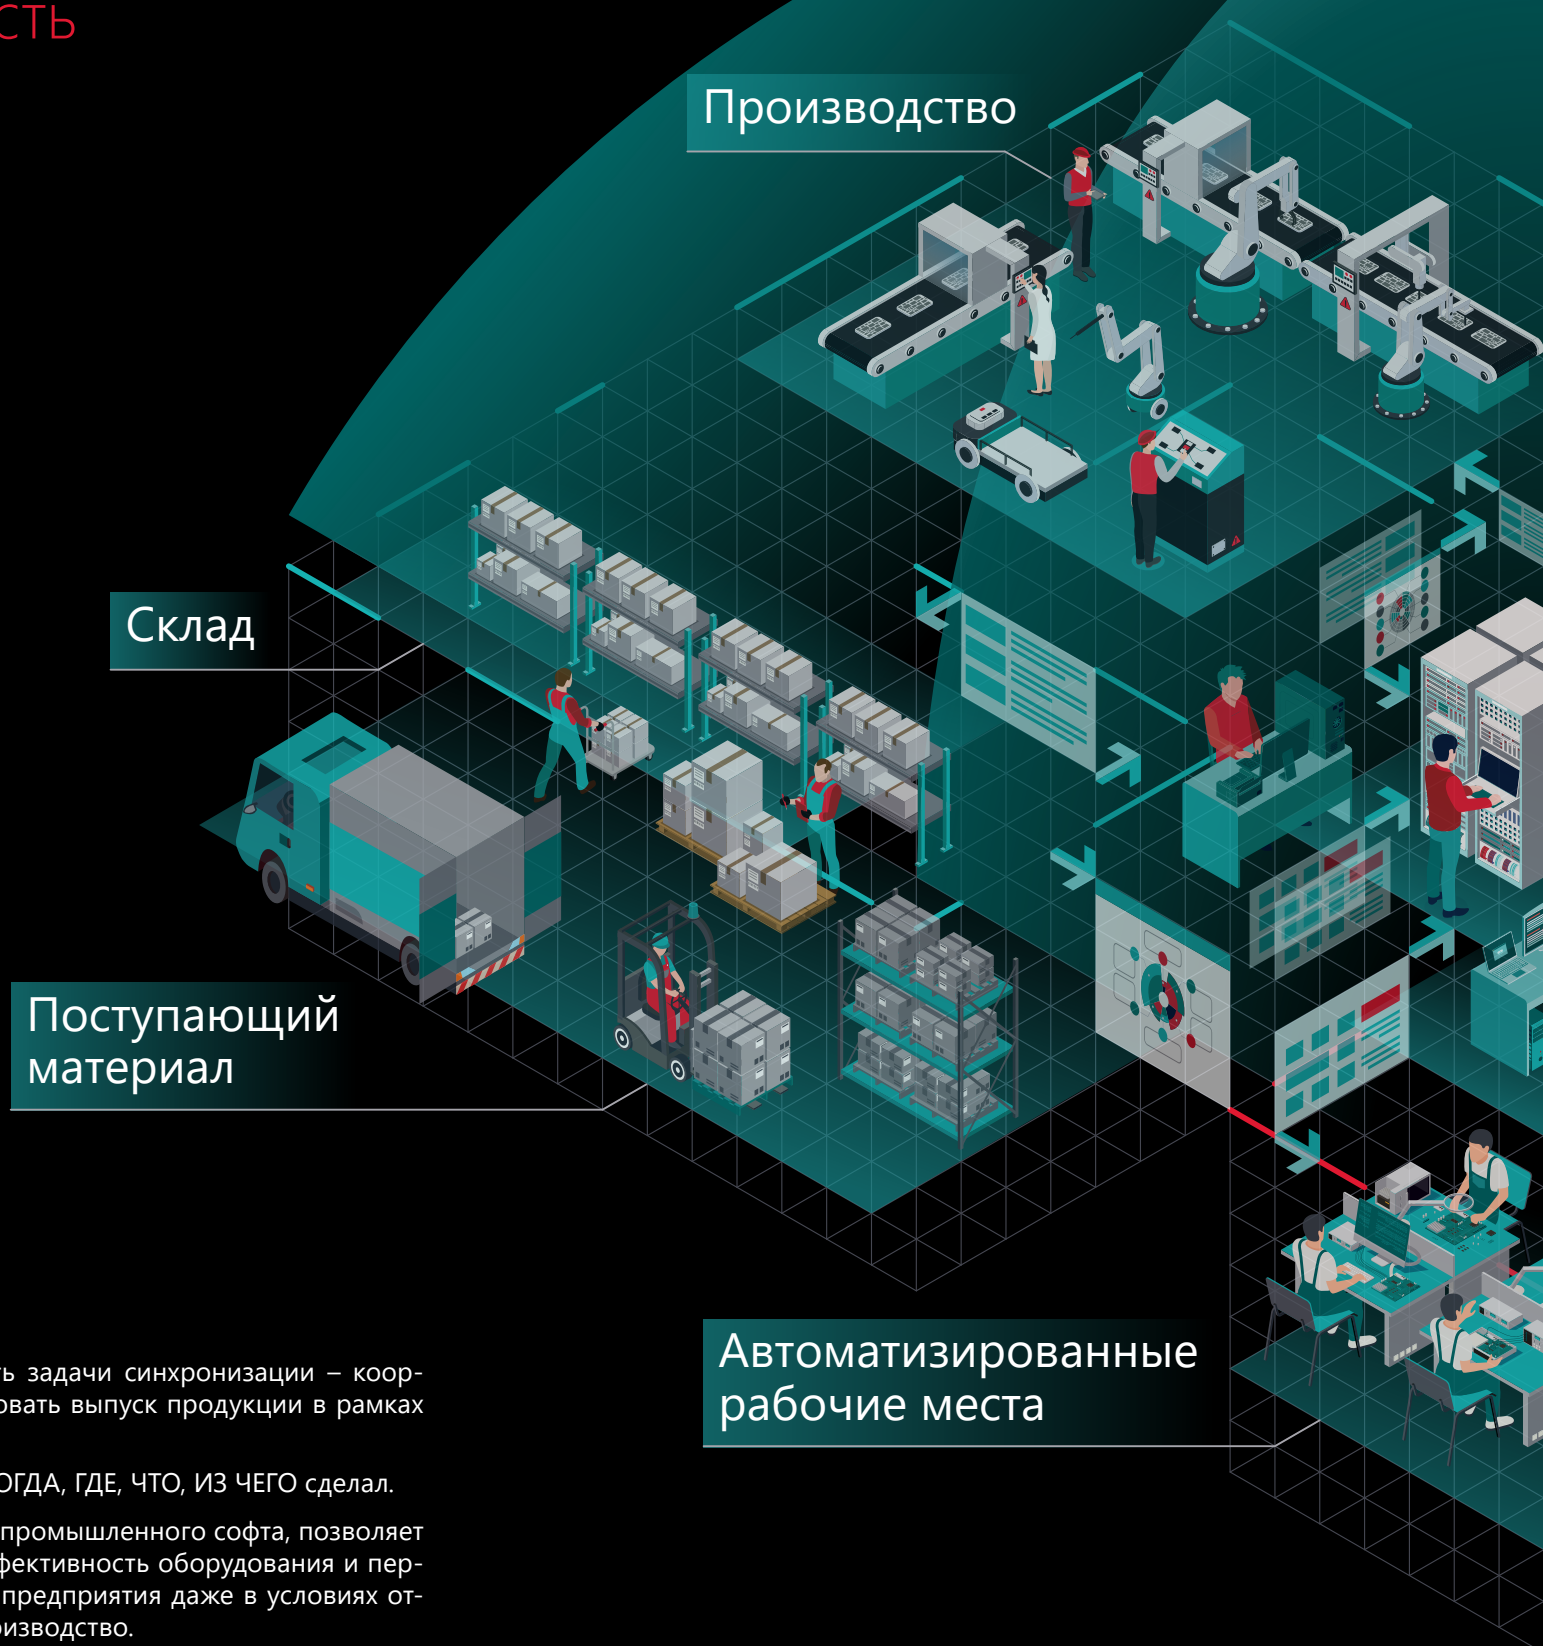 СТЬ
Производство
Склад
Поступающий
материал
Автоматизированные
рабочие места
ть задачи синхронизации – коор-
овать выпуск продукции в рамках
ОГДА, ГДЕ, ЧТО, ИЗ ЧЕГО сделал.
промышленного софта, позволяет
фективность оборудования и пер-
предприятия даже в условиях от-
оизводство.